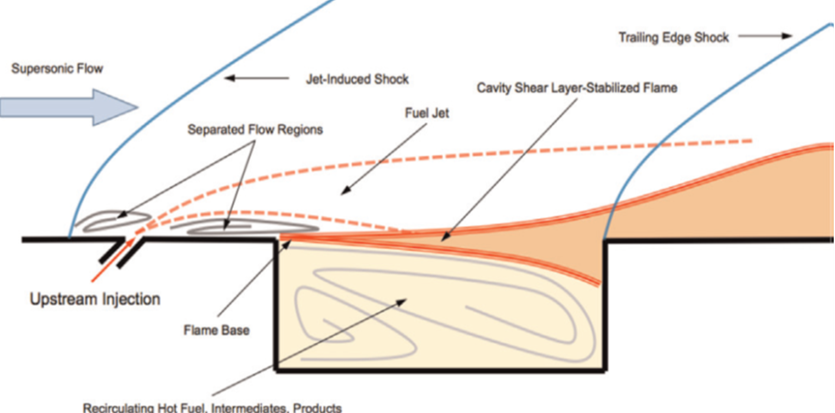 Trailing Edge Shock
Supersonic Flow
Jet-Induced Shock
Cavity Shear Layer-Stabilized Flame
Fuel Jet
Separated Flow Regions
Upstream Injection
Flame Base
Recirculating Hot Fuel, Intermediates, Products